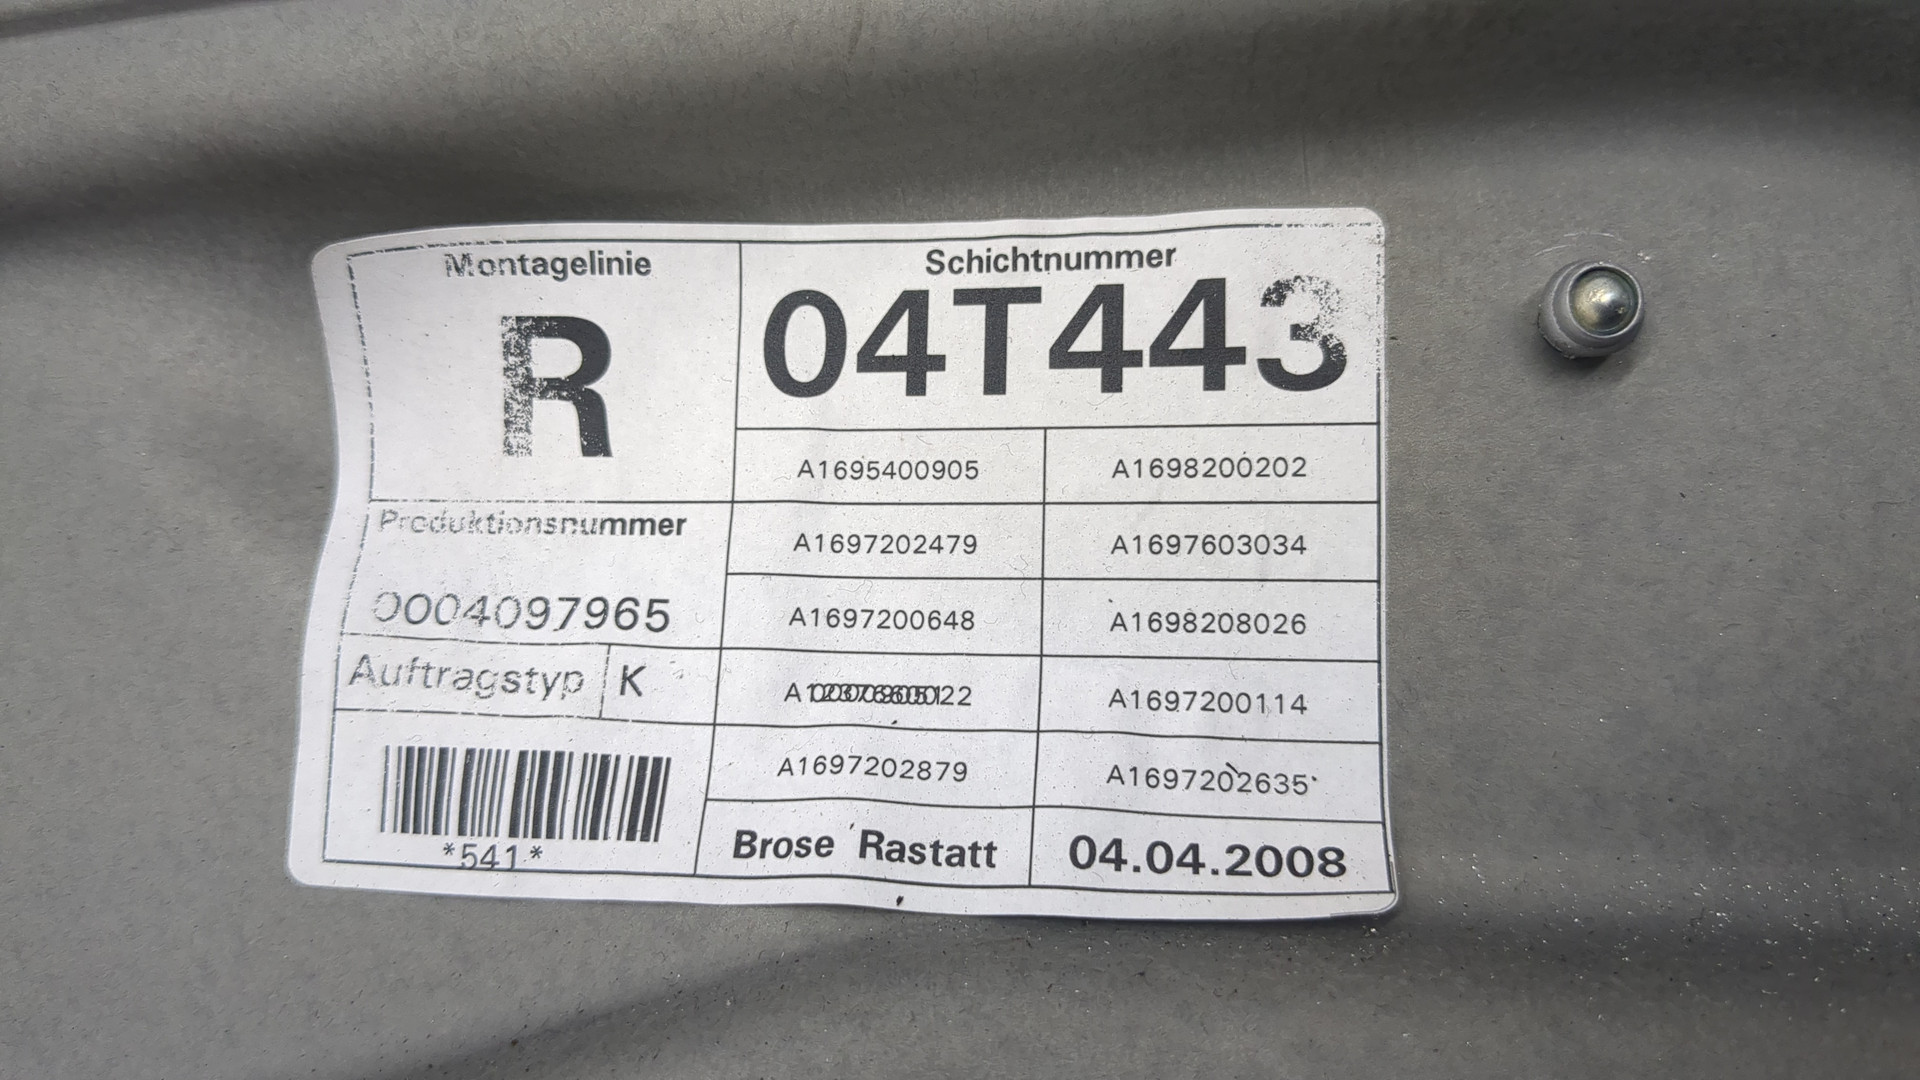 Montagelinie
R
Schichtnummer
04T443
A1695400905 A1698200202
A1697202479 A1697603034
Produktionsnummer
0004097965
A1697200648 A1698208026
Auftragstyp K
A1697200114
A1697202879 A1697202635
*541*
Brose Rastatt 04.04.2008